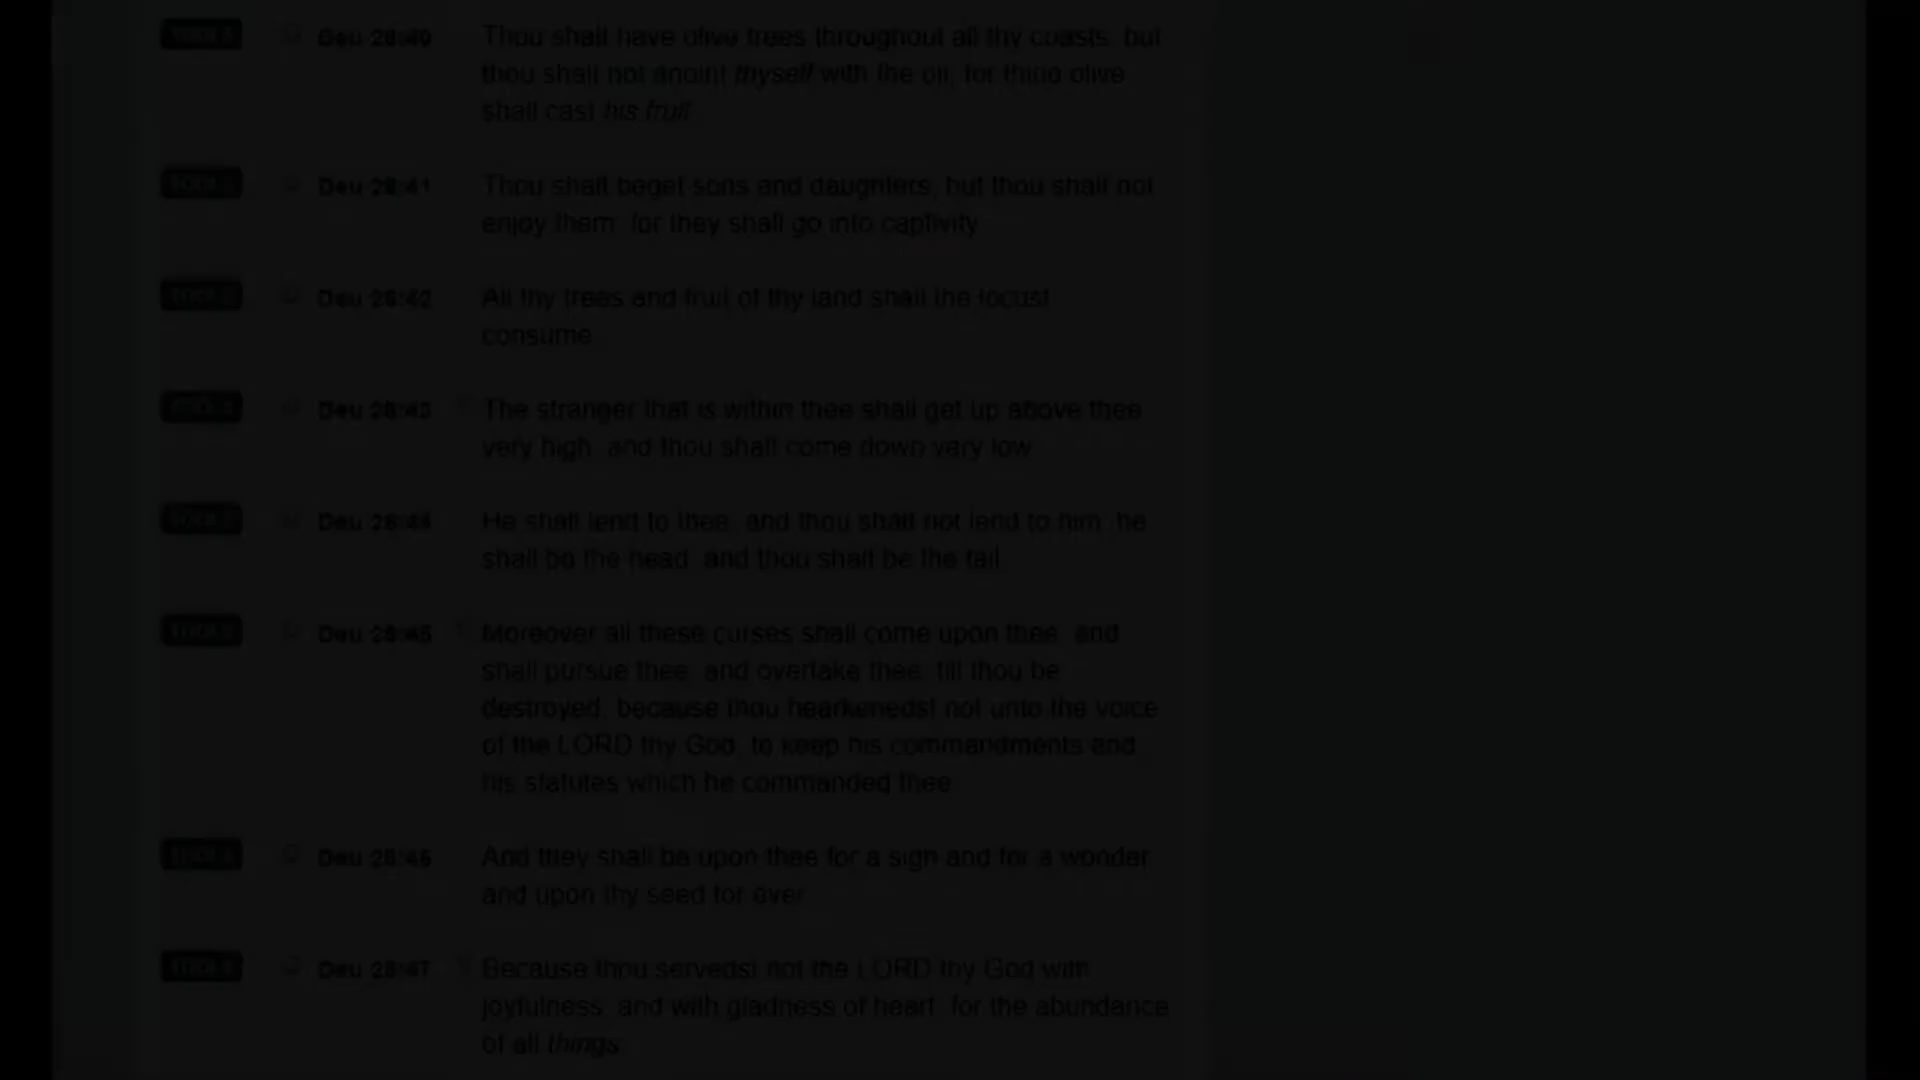 TOOLS Deu 28:40 Thou shalt have olive trees throughout all thy coasts, but
thou shalt not anoint thyself with the oil; for thine olive
shall cast his fruit.
TOOLS Deu 28:41 Thou shalt beget sons and daughters, but thou shalt not
enjoy them; for they shall go into captivity.
TOOLS Deu 28:42 All thy trees and fruit of thy land shall the locust
consume.
TOOLS Deu 28:43 The stranger that is within thee shall get up above thee
very high; and thou shalt come down very low.
TOOLS Deu 28:44 He shall lend to thee, and thou shalt not lend to him: he
shall be the head, and thou shalt be the tail.
TOOLS Deu 28:45 Moreover all these curses shall come upon thee, and
shall pursue thee, and overtake thee, till thou be
destroyed; because thou hearkenedst not unto the voice
of the LORD thy God, to keep his commandments and
his statutes which he commanded thee:
TOOLS Deu 28:46 And they shall be upon thee for a sign and for a wonder,
and upon thy seed for ever.
TOOLS Deu 28:47 Because thou servedst not the LORD thy God with
joyfulness, and with gladness of heart, for the abundance
of all things;